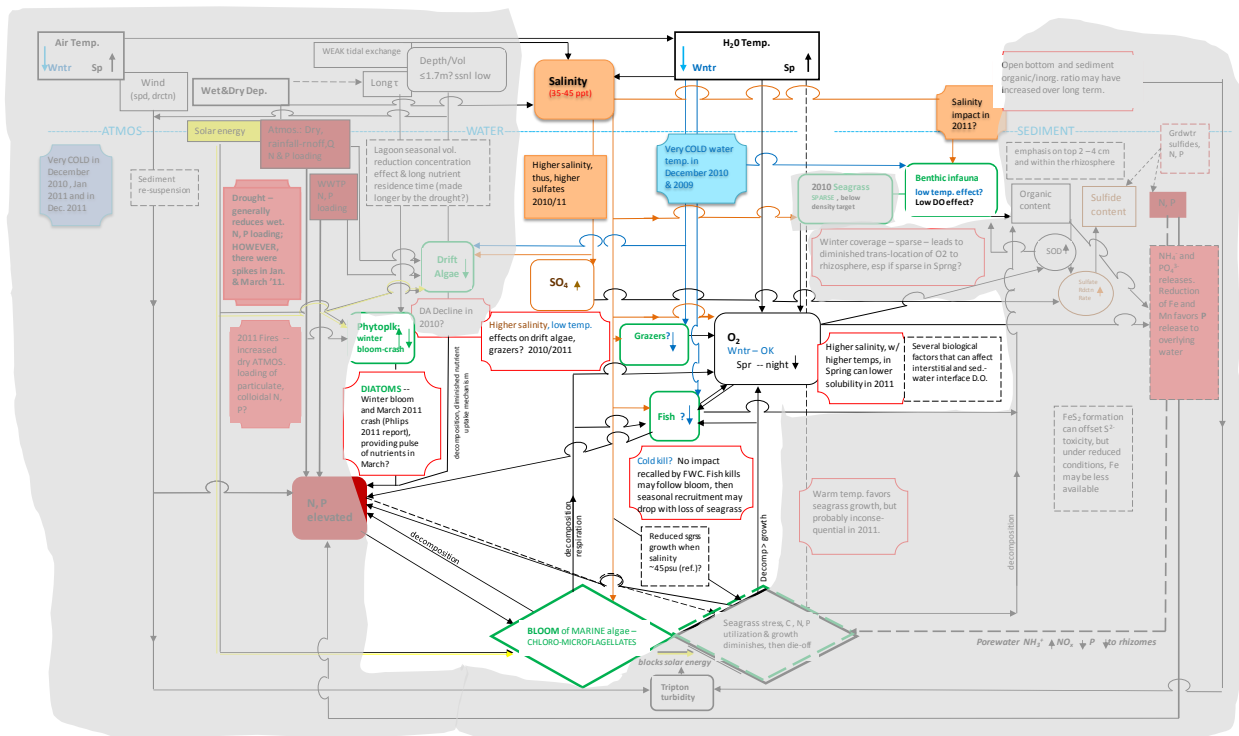 Air Temp.
Wntr
Sp
WEAK tidal exchange
Depth/Vol
≤1.7m? ssnl low
Wind
(spd, drctn)
Wet&Dry Dep.
Long τ
Salinity
(35-45 ppt)
H₂0 Temp.
Wntr
Sp
Open bottom and sediment
organic/inorg. ratio may have
increased over long term.
Salinity
impact in
2011?
ATMOS
WATER
SEDIMENT
Solar energy
Atmos.: Dry,
rainfall-runoff,Q
N & P loading
Very COLD in
December
2010 , Jan
2011 and in
Dec. 2011
Sediment
re-suspension
Drought –
generally
reduces wet.
N, P loading;
HOWEVER,
there were
spikes in Jan.
& March '11.
WWTP
N, P
loading
Lagoon seasonal vol.
reduction concentration
effect & long nutrient
residence time (made
longer by the drought?)
Higher salinity,
thus, higher
sulfates
2010/11
Very COLD water
temp. in
December 2010
& 2009
2010 Seagrass
SPARSE , below
density target
Benthic infauna
low temp. effect?
Low DO effect?
emphasis on top 2 –4 cm
and within the rhizosphere
Grdwtr
sulfides,
N, P
Organic
content
Sulfide
content
N, P
Drift
Algae
SO₄
Winter coverage – sparse – leads to
diminished trans-location of O2 to
rhizosphere, esp if sparse in Sprng?
SOD
Sulfate
Rate
NH₄⁺ and
PO₄³⁻
releases.
Reduction
of Fe and
Mn favors P
release to
overlying
water
DA Decline in
2010?
Phytoplk:
winter
bloom-crash
2011 Fires —
increased
dry ATMOS.
loading of
particulate,
colloidal N,
P?
Higher salinity, low temp.
effects on drift algae,
grazers? 2010/2011
Grazers?
O₂
Wntr – OK
Spr -- night
Higher salinity, w/
higher temps, in
Spring can lower
solubility in 2011
Several biological
factors that can affect
interstitial and sed.-
water interface D.O.
DIATOMS --
Winter bloom
and March 2011
crash (Phlips
2011 report),
providing pulse
of nutrients in
March?
decomposition, diminished nutrient
uptake mechanism
Fish ?
FeS₂ formation
can offset S²⁻
toxicity, but
under reduced
conditions, Fe
may be less
available
Cold kill? No impact
recalled by FWC. Fish kills
may follow bloom, then
seasonal recruitment may
drop with loss of seagrass
Warm temp. favors
seagrass growth, but
probably inconse-
quential in 2011.
N, P
elevated
decomposition
decomposition
respiration
Reduced sgrss
growth when
salinity
~45psu (ref.)?
Decomp > growth
decomposition
BLOOM of MARINE algae –
CHLORO-MICROFLAGELLATES
Seagrass stress, C , N, P
utilization & growth
diminishes, then die-off
Porewater NH₃⁺ NOₓ P to rhizomes
blocks solar energy
Tripton
turbidity